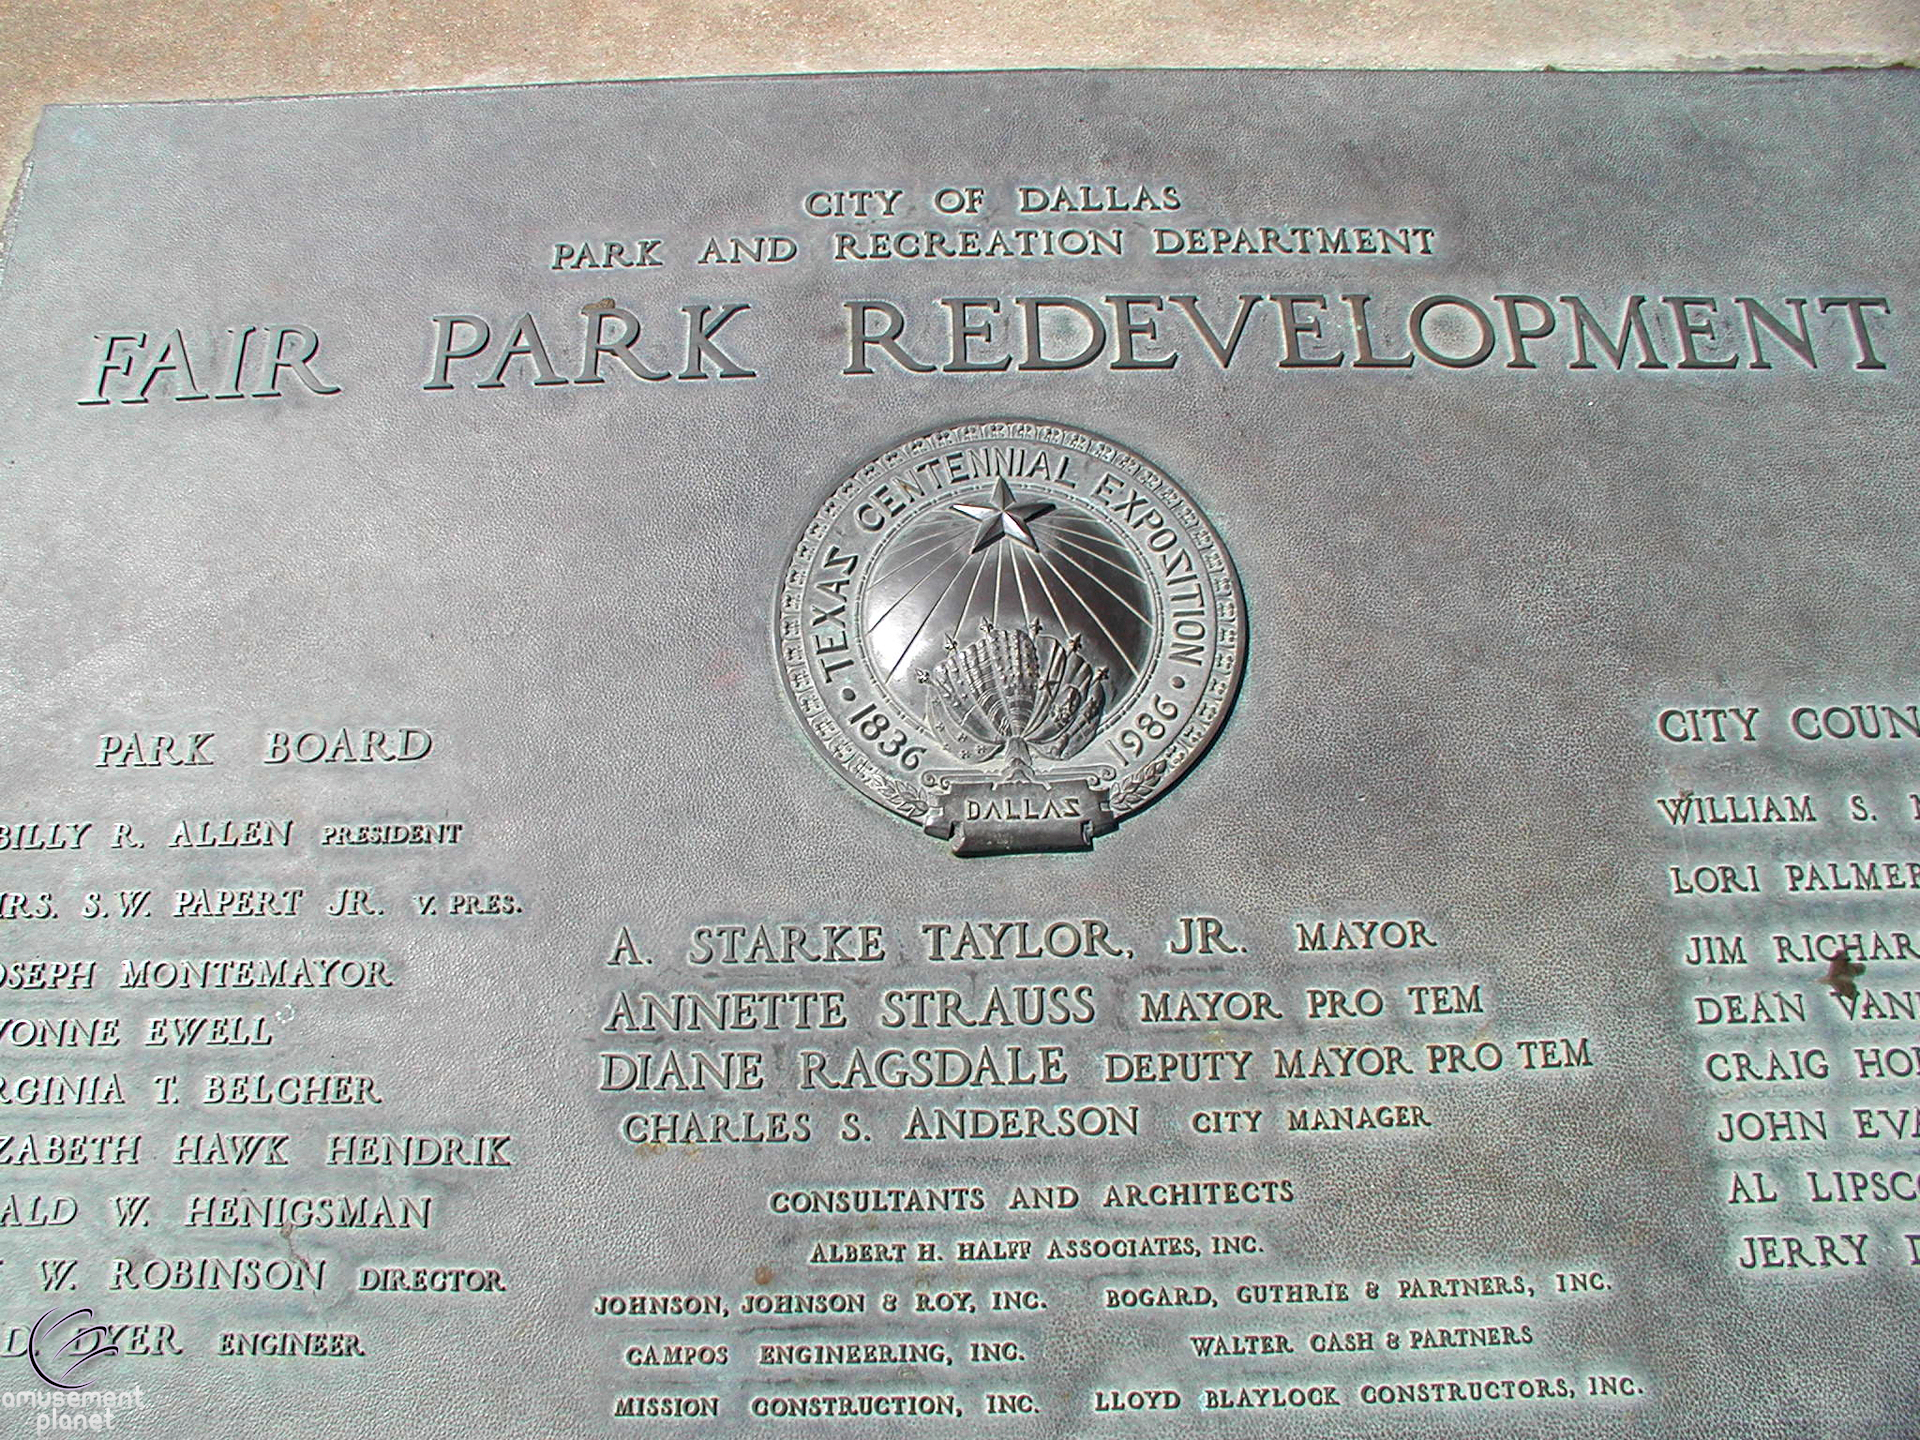 CITY OF DALLAS
PARK AND RECREATION DEPARTMENT
FAIR PARK REDEVELOPMENT
TEXAS CENTENNIAL EXPOSITION
1836 1986
DALLAS
PARK BOARD
BILLY R. ALLEN PRESIDENT
S.W. PAPERT JR. V. PRES.
MONTEMAYOR
EWELL
T. BELCHER
HAWK HENDRIK
W. HENIGSMAN
W. ROBINSON DIRECTOR
DYER ENGINEER
A. STARKE TAYLOR, JR. MAYOR
ANNETTE STRAUSS MAYOR PRO TEM
DIANE RAGSDALE DEPUTY MAYOR PRO TEM
CHARLES S. ANDERSON CITY MANAGER
CONSULTANTS AND ARCHITECTS
ALBERT H. HALFF ASSOCIATES, INC.
JOHNSON, JOHNSON & ROY, INC. BOGARD, GUTHRIE & PARTNERS, INC.
CAMPOS ENGINEERING, INC. WALTER CASH & PARTNERS
MISSION CONSTRUCTION, INC. LLOYD BLAYLOCK CONSTRUCTORS, INC.
CITY
WILLIAM S.
LORI PALMER
JIM
DEAN
CRAIG
JOHN
AL
JERRY
amusement
planet